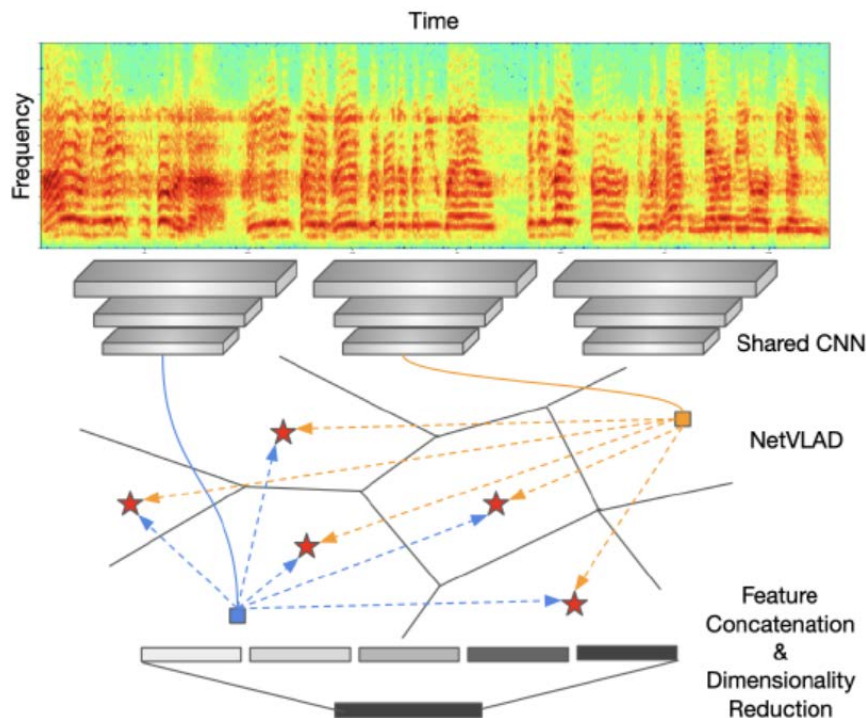 Time
Frequency
Shared CNN
NetVLAD
Feature
Concatenation
&
Dimensionality
Reduction